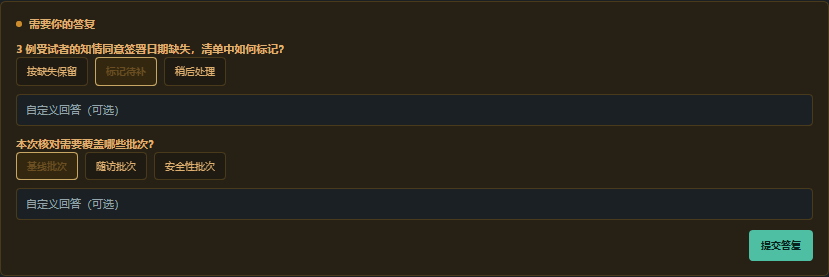 需要你的答复
3 例受试者的知情同意签署日期缺失，清单中如何标记？
按缺失保留 标记待补 稍后处理
自定义回答（可选）
本次核对需要覆盖哪些批次？
基线批次 随访批次 安全性批次
自定义回答（可选）
提交答复